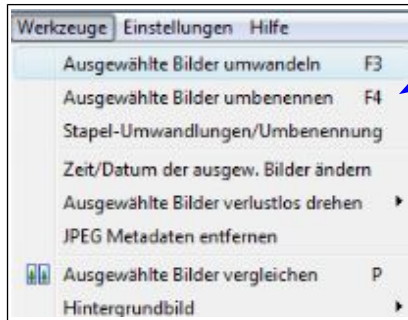 Werkzeuge Einstellungen Hilfe
Ausgewählte Bilder umwandeln F3
Ausgewählte Bilder umbenennen F4
Stapel-Umwandlungen/Umbenennung
Zeit/Datum der ausgew. Bilder ändern
Ausgewählte Bilder verlustlos drehen
JPEG Metadaten entfernen
Ausgewählte Bilder vergleichen P
Hintergrundbild